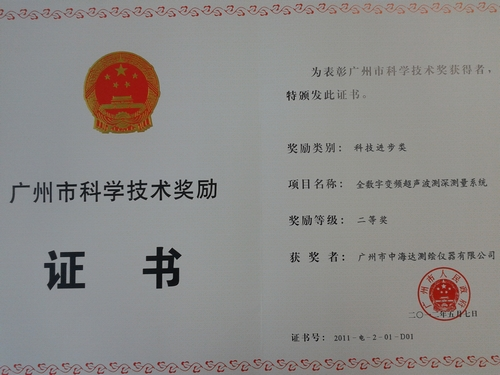 广州市科学技术奖励
证书
为表彰广州市科学技术奖获得者，
特颁发此证书。
奖励类别： 科技进步类
项目名称： 全数字变频超声波测深测量系统
奖励等级： 二等奖
获奖者： 广州市中海达测绘仪器有限公司
广州市人民政府
二〇一二年五月七日
证书号： 2011-电-2-01-D01